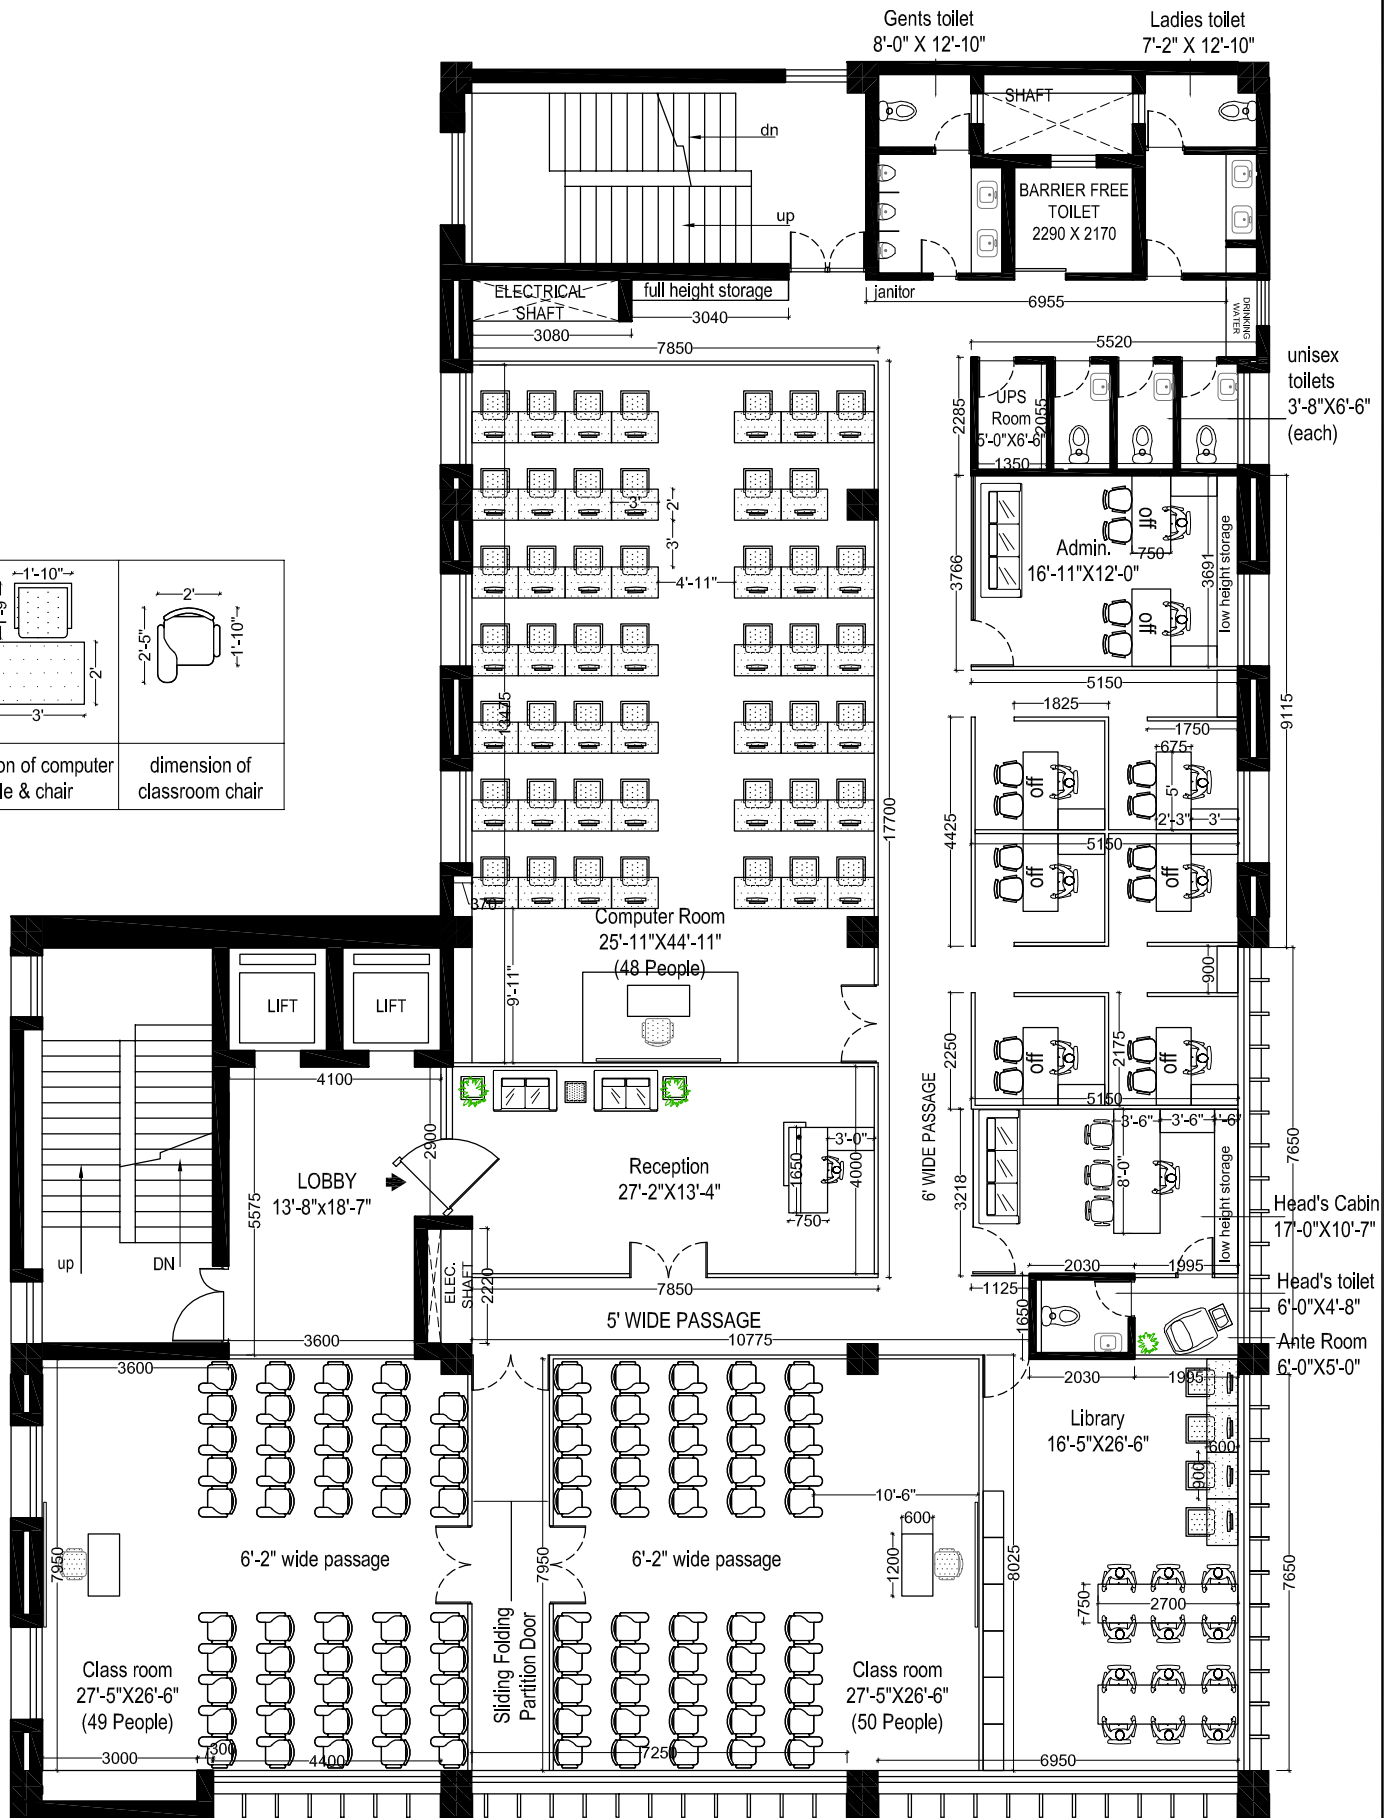 Gents toilet
8'-0" X 12'-10"
Ladies toilet
7'-2" X 12'-10"
SHAFT
dn
up
BARRIER FREE
TOILET
2290 X 2170
ELECTRICAL
SHAFT
full height storage
janitor
6955
DRINKING
WATER
3080
3040
7850
5520
unisex
toilets
3'-8"X6'-6"
(each)
2285
UPS
Room
5'-0"X6'-6"
2055
1350
3'
2'
3'
4'-11"
3766
Admin.
16'-11"X12'-0"
off
750
off
3691
low height storage
5150
9115
1'-10"
2'
3'
2'
2'-5"
1'-10"
on of computer
le & chair
dimension of
classroom chair
13475
17700
1825
1750
675
off
5'
2'-3"
3'
4425
5150
off
off
370
Computer Room
25'-11"X44'-11"
(48 People)
9'-11"
900
LIFT
LIFT
2250
off
2175
off
5150
4100
2900
6' WIDE PASSAGE
3'-6"
3'-6"
1'-6"
7650
LOBBY
13'-8"x18'-7"
5575
Reception
27'-2"X13'-4"
1650
3'-0"
4000
750
3218
8'-0"
low height storage
Head's Cabin
17'-0"X10'-7"
up
DN
ELEC.
SHAFT
2220
7850
1125
2030
1995
Head's toilet
6'-0"X4'-8"
1650
5' WIDE PASSAGE
10775
3600
3600
Ante Room
6'-0"X5'-0"
2030
1995
Library
16'-5"X26'-6"
600
900
10'-6"
600
1200
7950
6'-2" wide passage
7950
6'-2" wide passage
8025
750
2700
7650
Sliding Folding
Partition Door
Class room
27'-5"X26'-6"
(49 People)
Class room
27'-5"X26'-6"
(50 People)
3000
300
4400
7250
6950